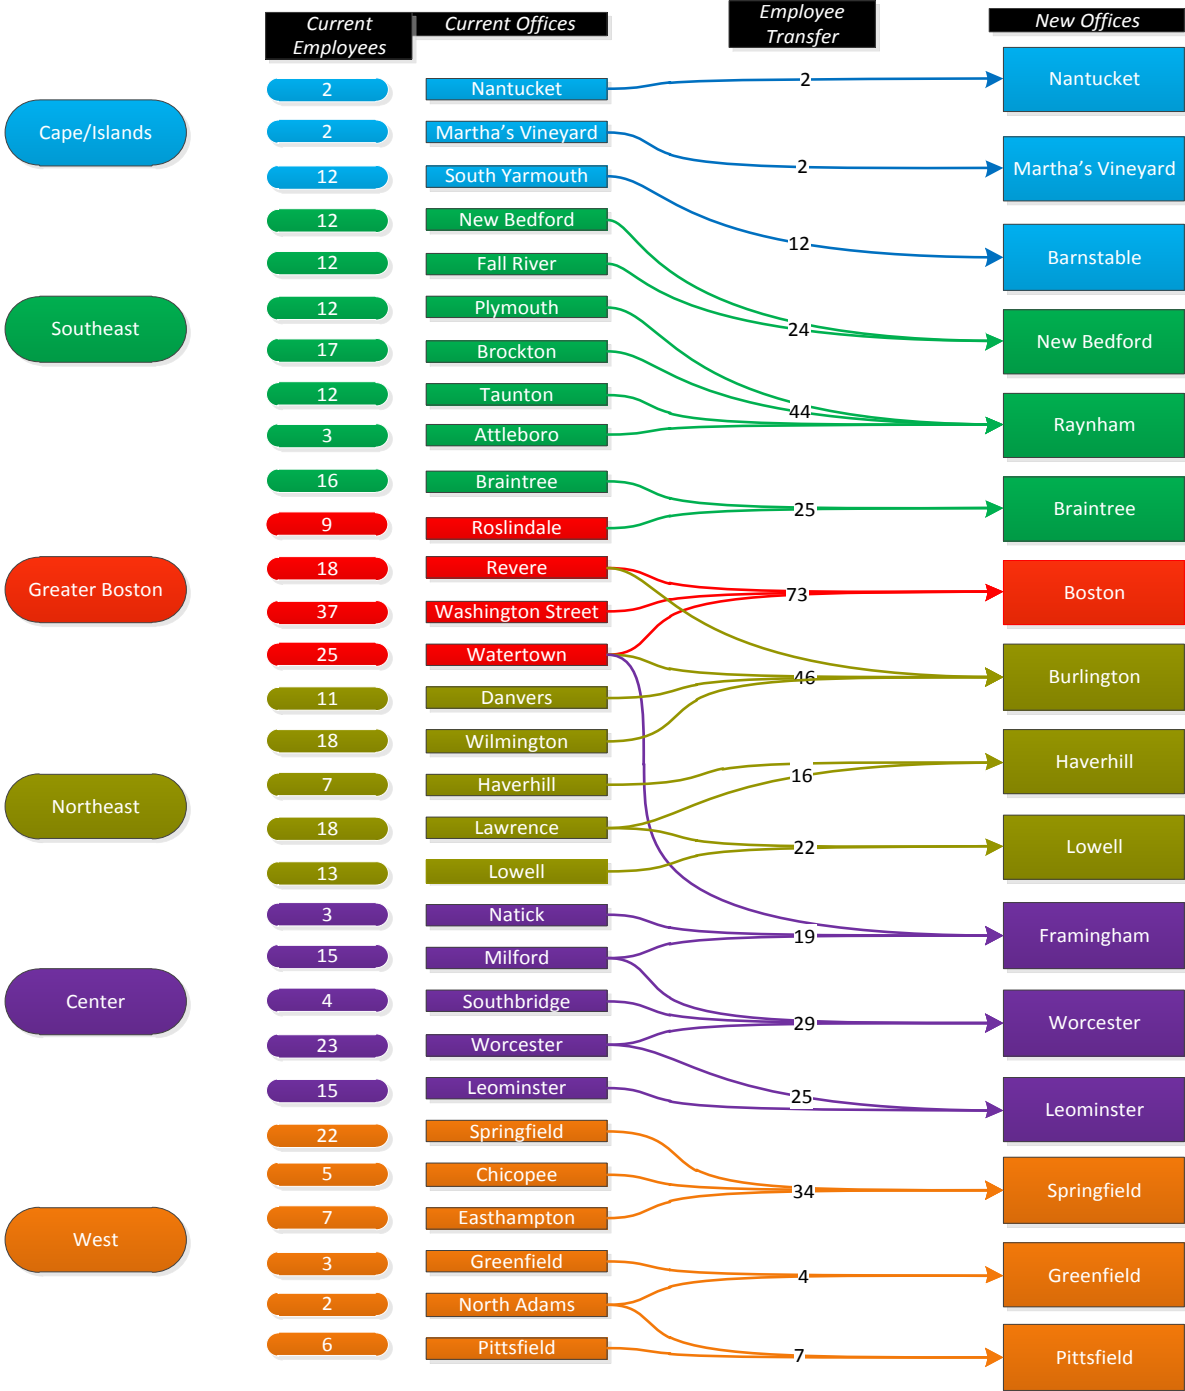 Current
Employees
Current Offices
Employee
Transfer
New Offices
Cape/Islands
2
Nantucket
2
Nantucket
2
Martha's Vineyard
2
Martha's Vineyard
12
South Yarmouth
12
Barnstable
Southeast
12
New Bedford
12
Fall River
24
New Bedford
12
Plymouth
17
Brockton
12
Taunton
3
Attleboro
44
Raynham
16
Braintree
9
Roslindale
25
Braintree
Greater Boston
18
Revere
37
Washington Street
25
Watertown
73
Boston
11
Danvers
18
Wilmington
46
Burlington
Northeast
7
Haverhill
16
Haverhill
18
Lawrence
13
Lowell
22
Lowell
Center
3
Natick
15
Milford
19
Framingham
4
Southbridge
23
Worcester
29
Worcester
15
Leominster
25
Leominster
West
22
Springfield
5
Chicopee
7
Easthampton
34
Springfield
3
Greenfield
4
Greenfield
2
North Adams
6
Pittsfield
7
Pittsfield